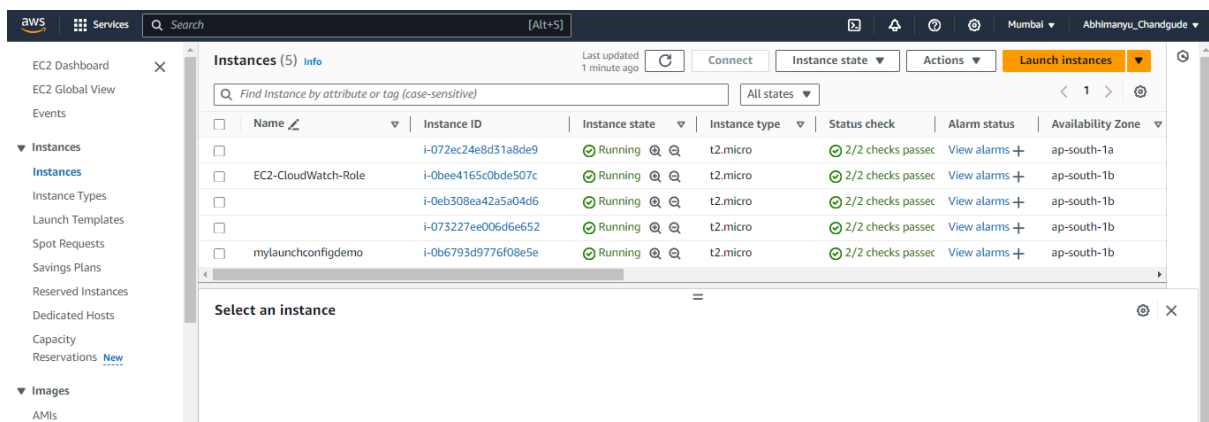 aws Services Search [Alt+S] Mumbai Abhimanyu_Chandgude
EC2 Dashboard
EC2 Global View
Events
Instances
Instances
Instance Types
Launch Templates
Spot Requests
Savings Plans
Reserved Instances
Dedicated Hosts
Capacity
Reservations New
Images
AMIs
Instances (5) Info
Last updated
1 minute ago
Connect Instance state Actions Launch instances
Find Instance by attribute or tag (case-sensitive) All states 1
Name Instance ID Instance state Instance type Status check Alarm status Availability Zone
i-072ec24e8d31a8de9 Running t2.micro 2/2 checks passec View alarms + ap-south-1a
EC2-CloudWatch-Role i-0bee4165c0bde507c Running t2.micro 2/2 checks passec View alarms + ap-south-1b
i-0eb308ea42a5a04d6 Running t2.micro 2/2 checks passec View alarms + ap-south-1b
i-073227ee006d6e652 Running t2.micro 2/2 checks passec View alarms + ap-south-1b
mylaunchconfigdemo i-0b6793d9776f08e5e Running t2.micro 2/2 checks passec View alarms + ap-south-1b
Select an instance